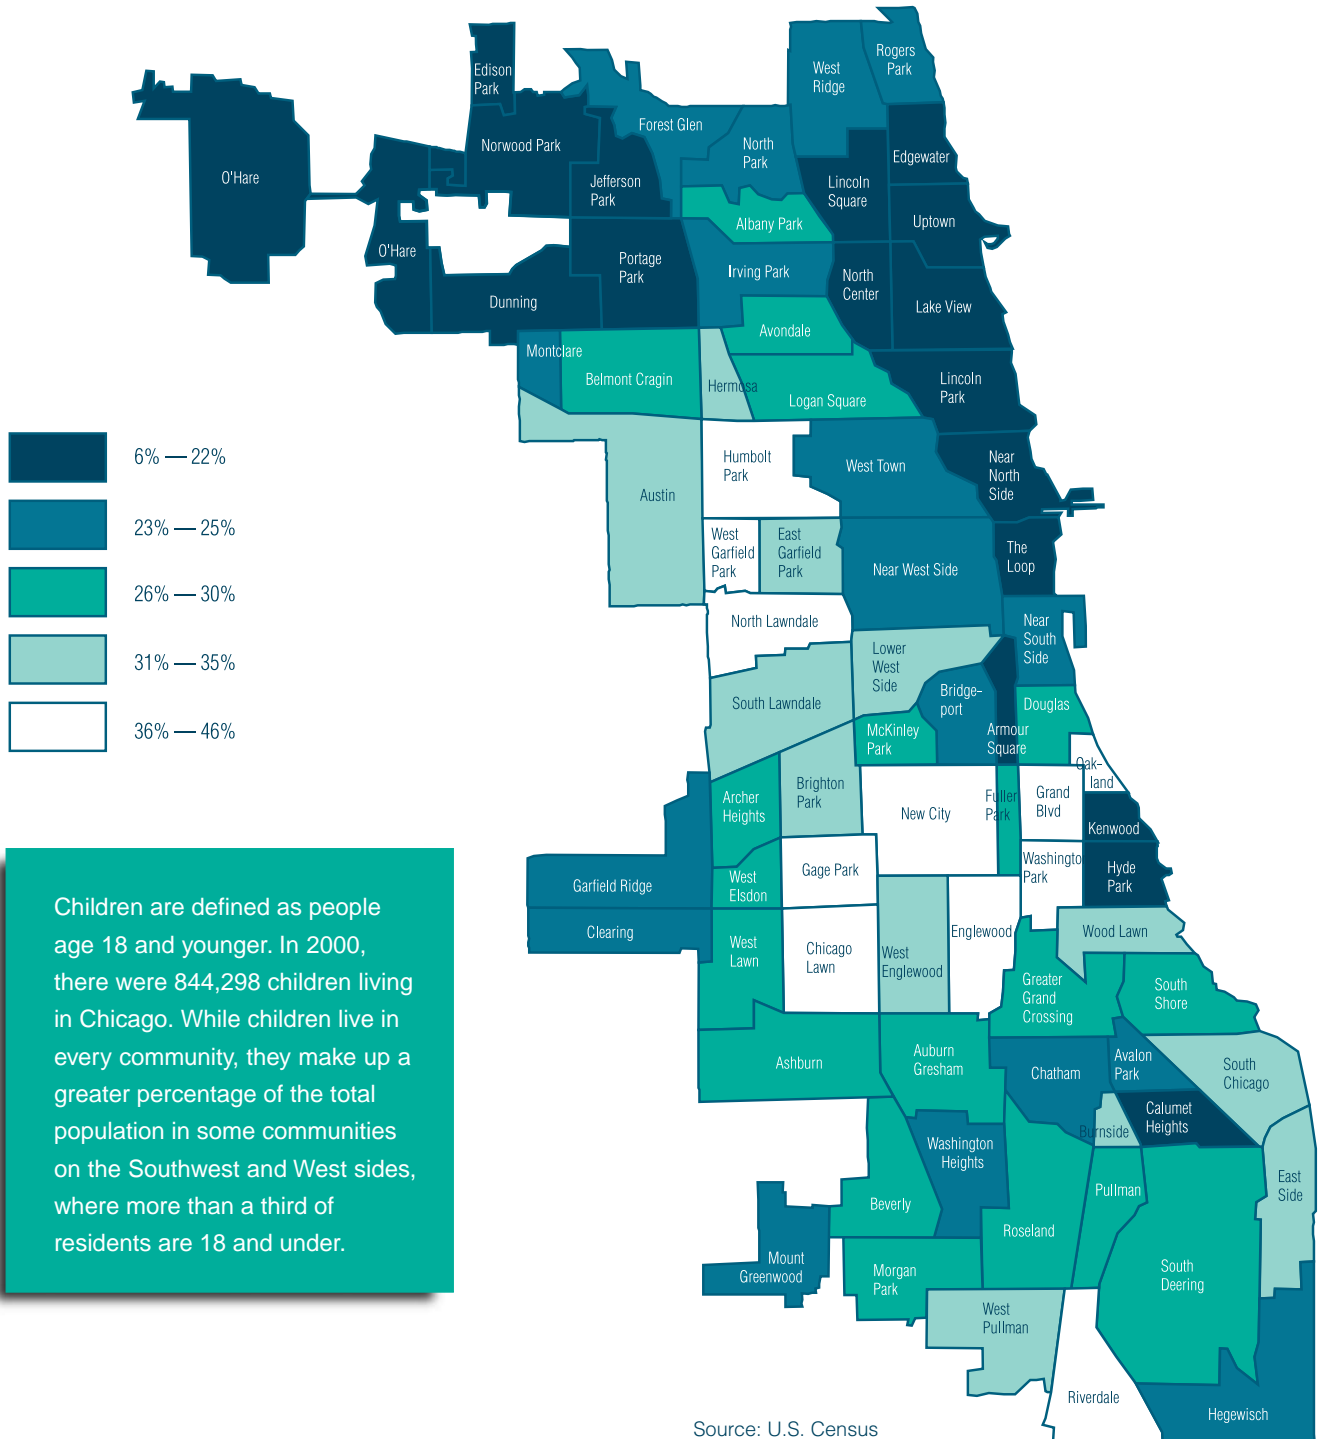 Edison
Park
Rogers
Park
West
Ridge
Forest Glen
Norwood Park
North
Park
Edgewater
O'Hare
Jefferson
Park
Lincoln
Square
Albany Park
Uptown
O'Hare
Portage
Park
Irving Park
North
Center
Dunning
Lake View
Avondale
Montclare
Belmont Cragin
Hermosa
Lincoln
Park
Logan Square
6% — 22%
Humbolt
Park
West Town
Near
North
Side
Austin
23% — 25%
West
Garfield
Park
East
Garfield
Park
Near West Side
The
Loop
26% — 30%
North Lawndale
Near
South
Side
31% — 35%
Lower
West
Side
South Lawndale
Bridge-
port
Douglas
36% — 46%
McKinley
Park
Armour
Square
Oak-
land
Archer
Heights
Brighton
Park
New City
Fuller
Park
Grand
Blvd
Kenwood
Garfield Ridge
West
Elsdon
Gage Park
Washingto
Park
Hyde
Park
Clearing
West
Lawn
Chicago
Lawn
West
Englewood
Englewood
Wood Lawn
Greater
Grand
Crossing
South
Shore
Children are defined as people
age 18 and younger. In 2000,
there were 844,298 children living
in Chicago. While children live in
every community, they make up a
greater percentage of the total
population in some communities
on the Southwest and West sides,
where more than a third of
residents are 18 and under.
Ashburn
Auburn
Gresham
Chatham
Avalon
Park
South
Chicago
Burnside
Calumet
Heights
Washington
Heights
East
Side
Beverly
Pullman
Roseland
Mount
Greenwood
Morgan
Park
South
Deering
West
Pullman
Riverdale
Hegewisch
Source: U.S. Census